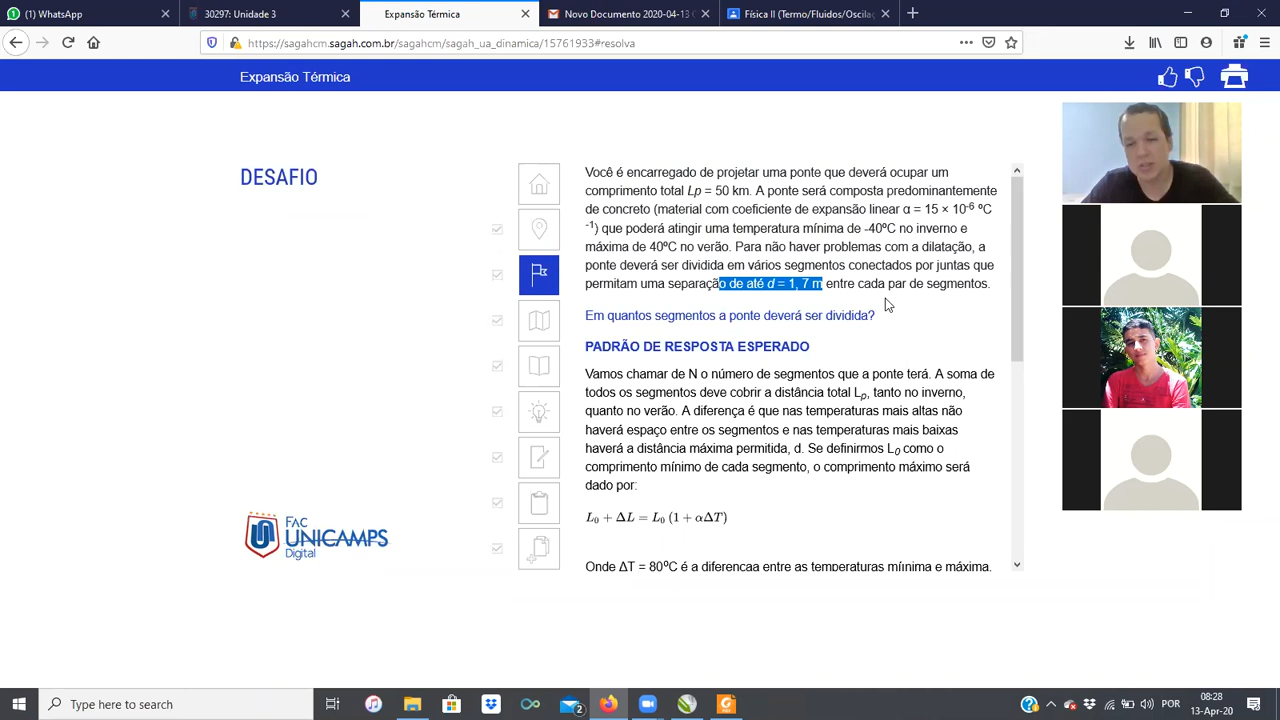 (1) WhatsApp
30297: Unidade 3
Expansão Térmica
Novo Documento 2020-04-13
Física II (Termo/Fluidos/Oscilaç
https://sagahcm.sagah.com.br/sagahcm/sagah_ua_dinamica/15761933#resolva
Expansão Térmica
DESAFIO
Você é encarregado de projetar uma ponte que deverá ocupar um
comprimento total Lp = 50 km. A ponte será composta predominantemente
de concreto (material com coeficiente de expansão linear α = 15 × 10⁻⁶ ºC
⁻¹) que poderá atingir uma temperatura mínima de -40ºC no inverno e
máxima de 40ºC no verão. Para não haver problemas com a dilatação, a
ponte deverá ser dividida em vários segmentos conectados por juntas que
permitam uma separação de até d = 1, 7 m entre cada par de segmentos.
Em quantos segmentos a ponte deverá ser dividida?
PADRÃO DE RESPOSTA ESPERADO
Vamos chamar de N o número de segmentos que a ponte terá. A soma de
todos os segmentos deve cobrir a distância total Lₚ, tanto no inverno,
quanto no verão. A diferença é que nas temperaturas mais altas não
haverá espaço entre os segmentos e nas temperaturas mais baixas
haverá a distância máxima permitida, d. Se definirmos L₀ como o
comprimento mínimo de cada segmento, o comprimento máximo será
dado por:
L₀ + ΔL = L₀ (1 + αΔT)
Onde ΔT = 80ºC é a diferençaa entre as temperaturas mínima e máxima.
FAC
UNICAMPS
Digital
Type here to search
2
POR
08:28
13-Apr-20